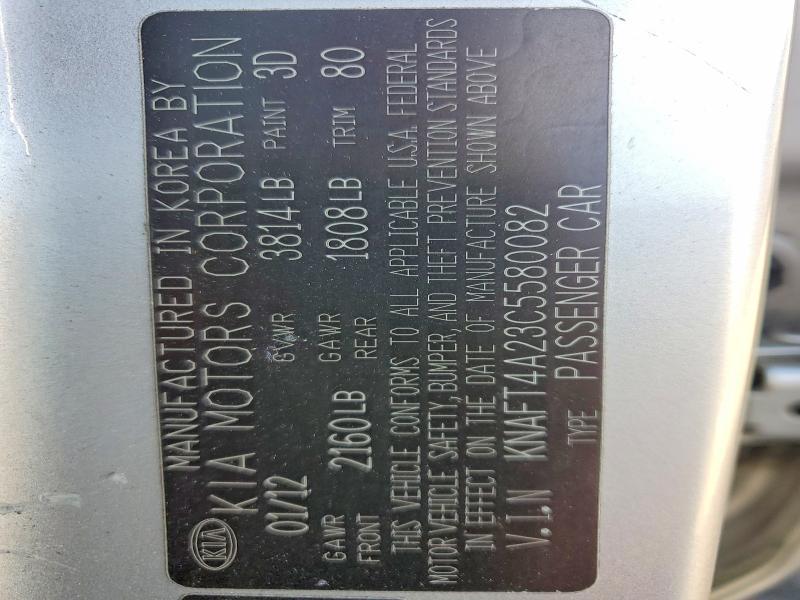 KIA
MANUFACTURED IN KOREA BY
KIA MOTORS CORPORATION
01/12 GVWR 3814LB PAINT 3D
GAWR FRONT 2160LB GAWR REAR 1808LB TRIM 80
THIS VEHICLE CONFORMS TO ALL APPLICABLE U.S.A. FEDERAL
MOTOR VEHICLE SAFETY, BUMPER, AND THEFT PREVENTION STANDARDS
IN EFFECT ON THE DATE OF MANUFACTURE SHOWN ABOVE
V.I.N KNAFT4A23C5580082
TYPE PASSENGER CAR